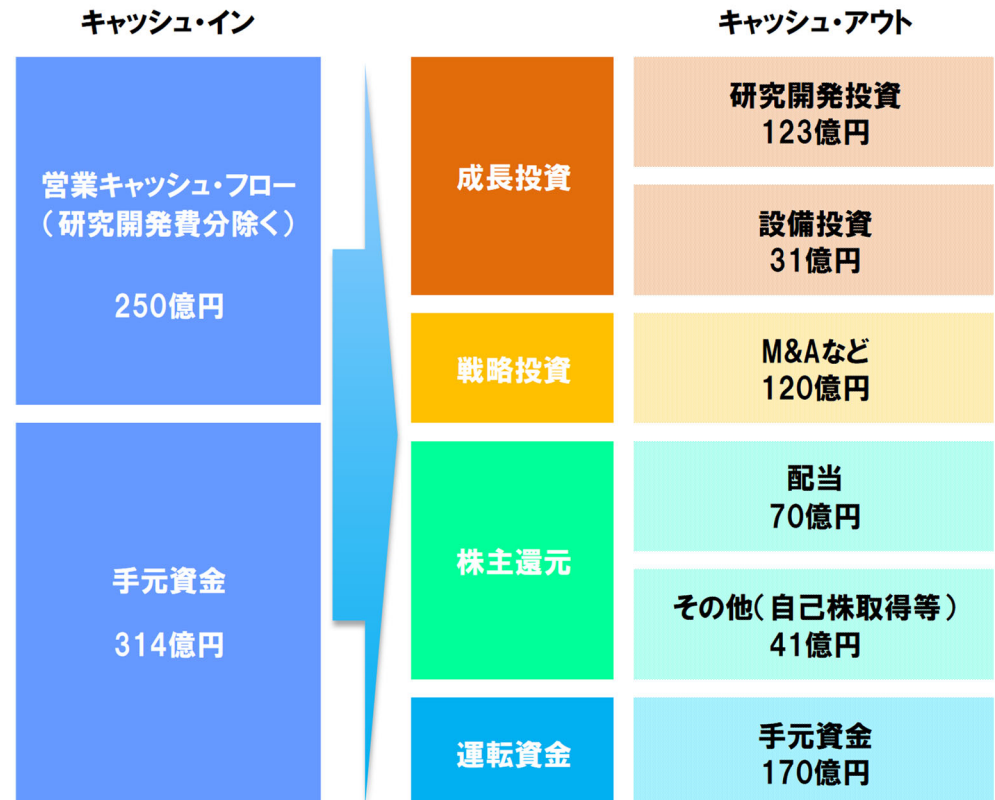 キャッシュ・イン
営業キャッシュ・フロー
（研究開発費分除く）
250億円
手元資金
314億円
キャッシュ・アウト
成長投資
研究開発投資
123億円
設備投資
31億円
戦略投資
M&Aなど
120億円
株主還元
配当
70億円
その他（自己株取得等）
41億円
運転資金
手元資金
170億円